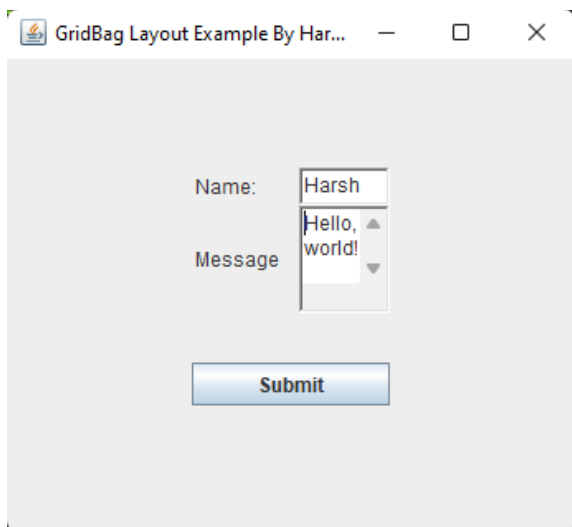 GridBag Layout Example By Har...
Name: Harsh
Message Hello,
world!
Submit